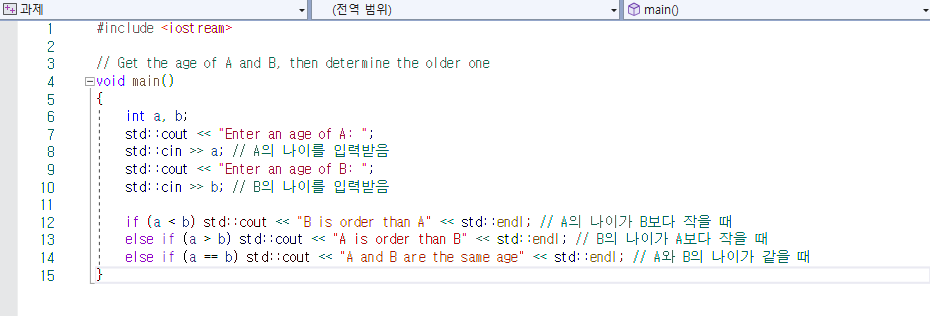 과제 (전역 범위) main()
1 #include <iostream>
2
3 // Get the age of A and B, then determine the older one
4 void main()
5 {
6 int a, b;
7 std::cout << "Enter an age of A: ";
8 std::cin >> a; // A의 나이를 입력받음
9 std::cout << "Enter an age of B: ";
10 std::cin >> b; // B의 나이를 입력받음
11
12 if (a < b) std::cout << "B is order than A" << std::endl; // A의 나이가 B보다 작을 때
13 else if (a > b) std::cout << "A is order than B" << std::endl; // B의 나이가 A보다 작을 때
14 else if (a == b) std::cout << "A and B are the same age" << std::endl; // A와 B의 나이가 같을 때
15 }